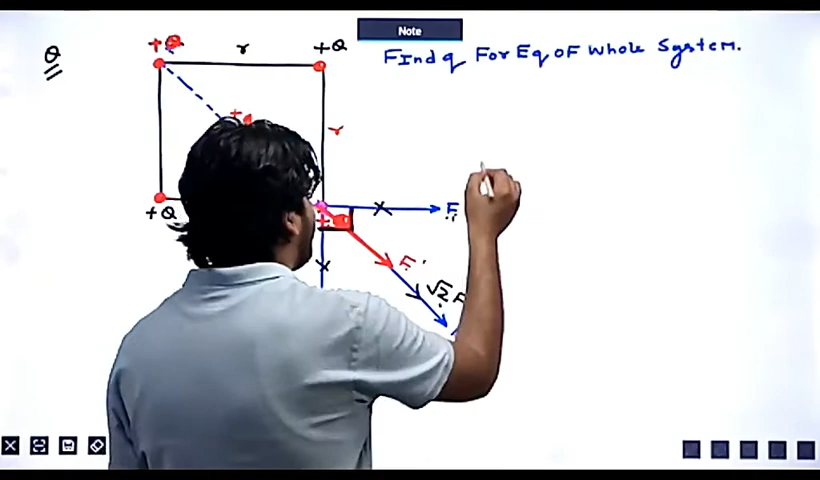 Note
Q
+Q
r
+Q
Find q For Eq OF Whole System.
r
+Q
F
F'
√2 F